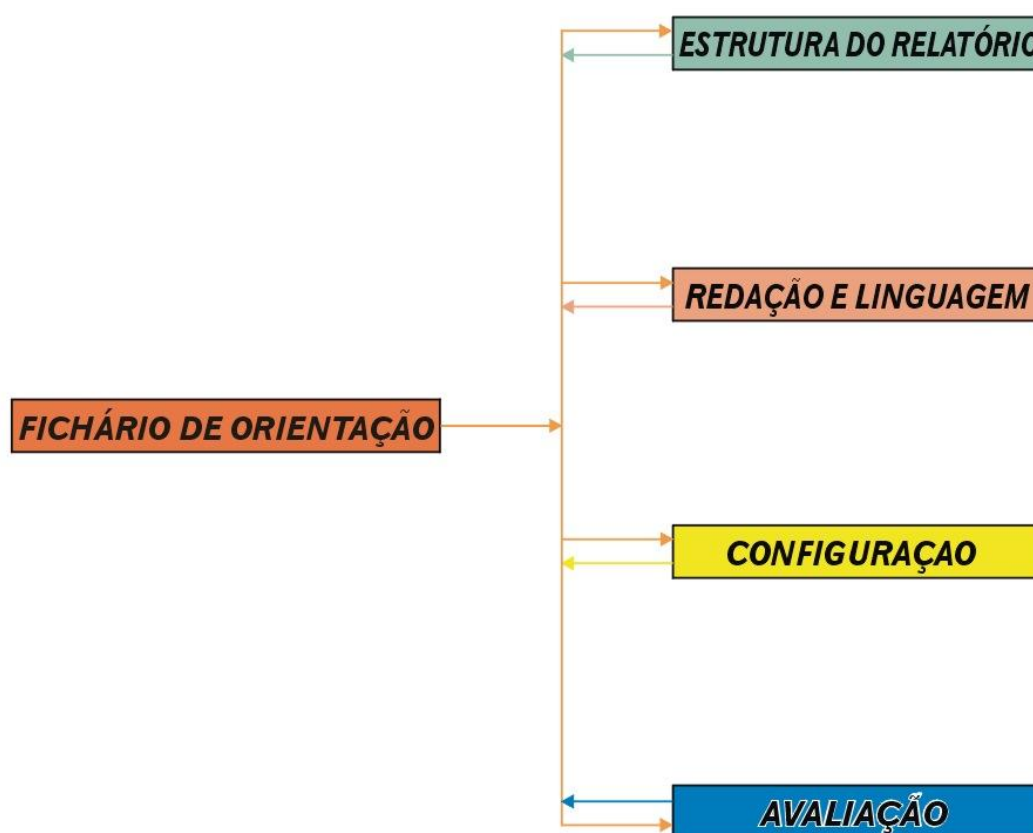 ESTRUTURA DO RELATÓRIO
REDAÇÃO E LINGUAGEM
FICHÁRIO DE ORIENTAÇÃO
CONFIGURAÇAO
AVALIAÇÃO